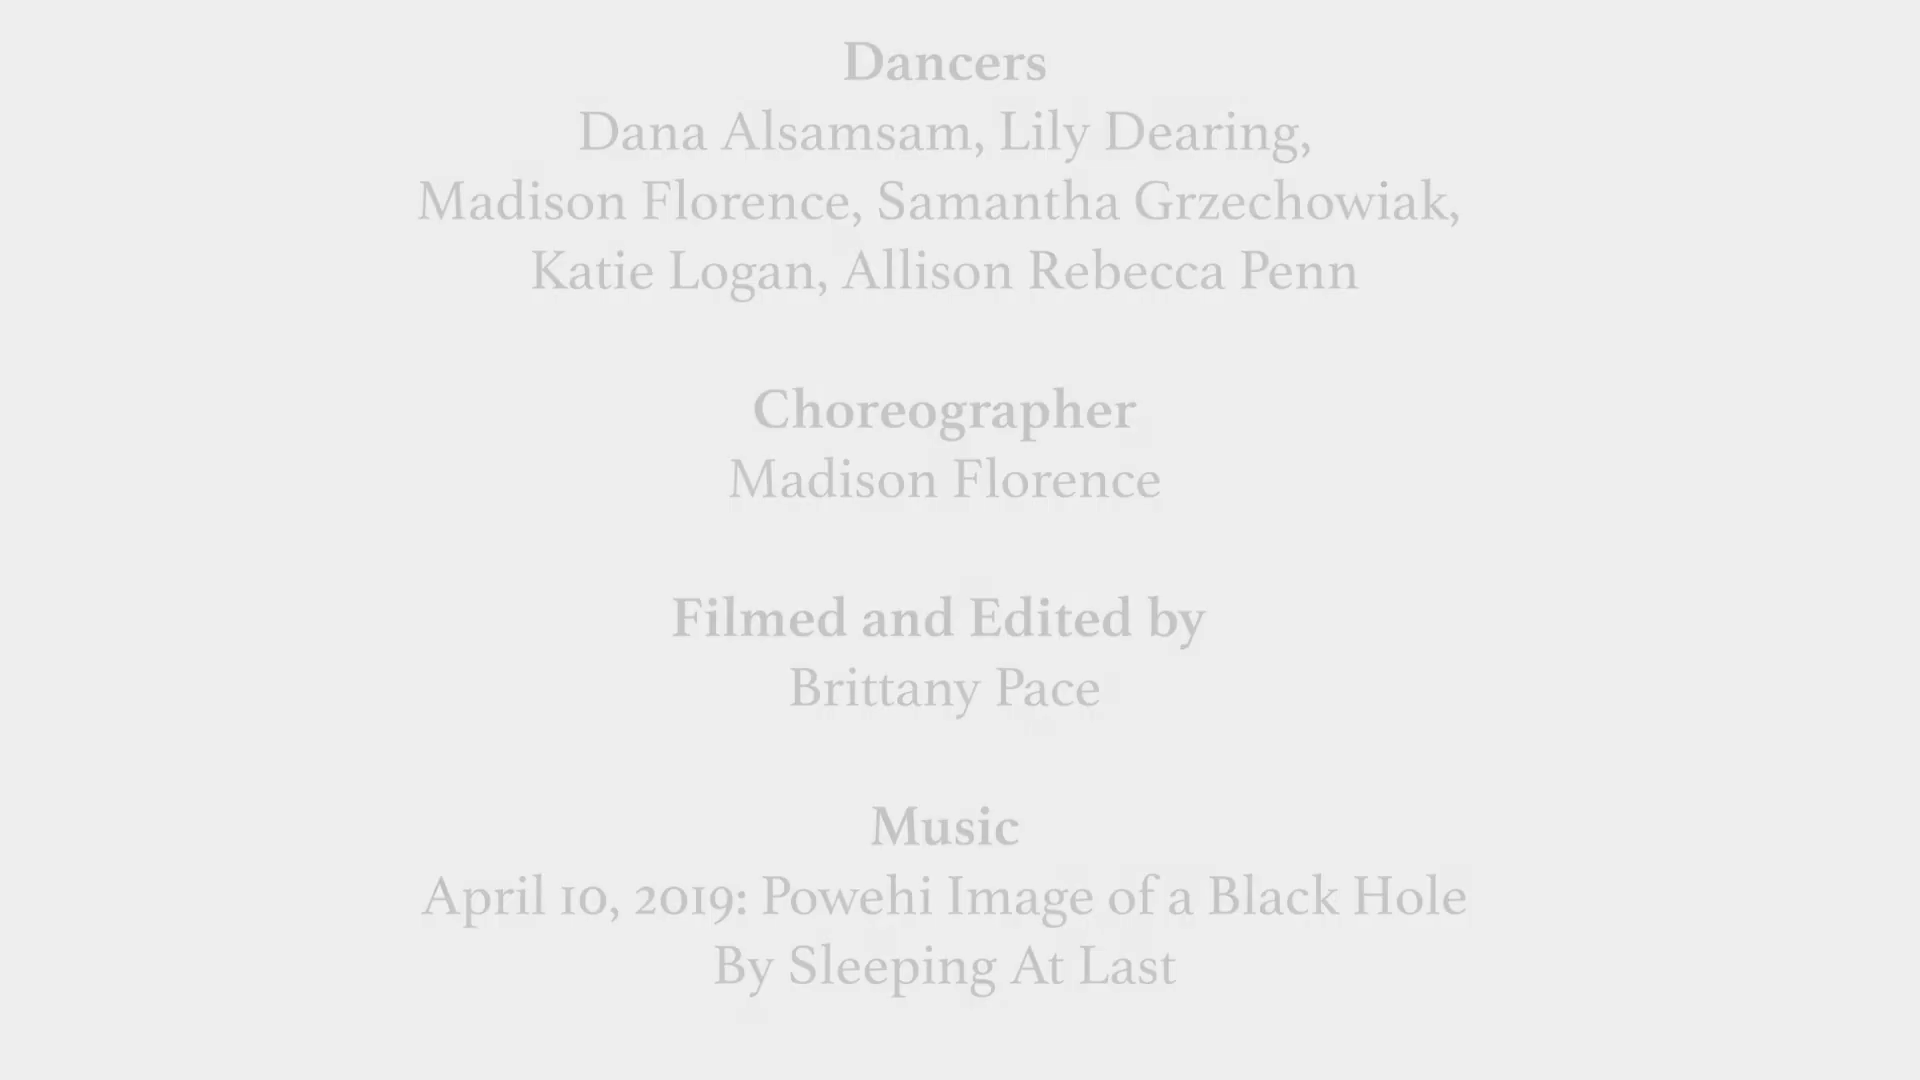 Dancers
Dana Alsamsam, Lily Dearing,
Madison Florence, Samantha Grzechowiak,
Katie Logan, Allison Rebecca Penn
Choreographer
Madison Florence
Filmed and Edited by
Brittany Pace
Music
April 10, 2019: Powehi Image of a Black Hole
By Sleeping At Last